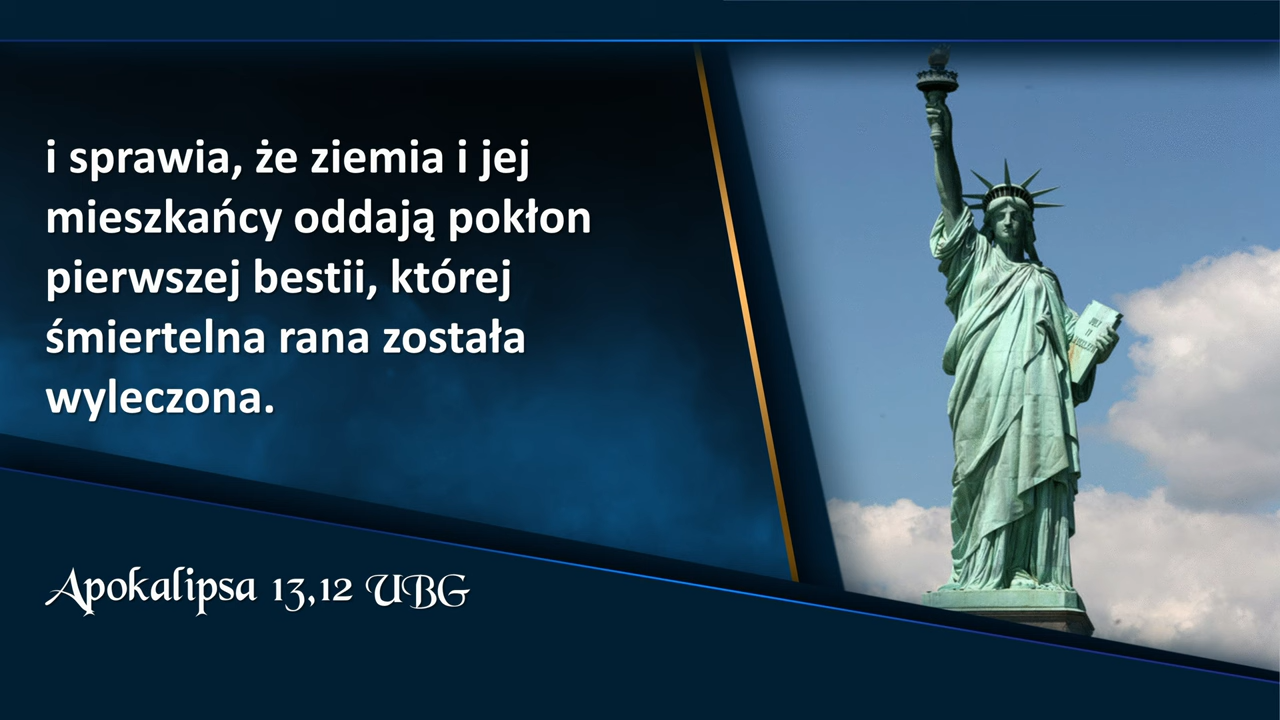 i sprawia, że ziemia i jej
mieszkańcy oddają pokłon
pierwszej bestii, której
śmiertelna rana została
wyleczona.
Apokalipsa 13,12 UBG